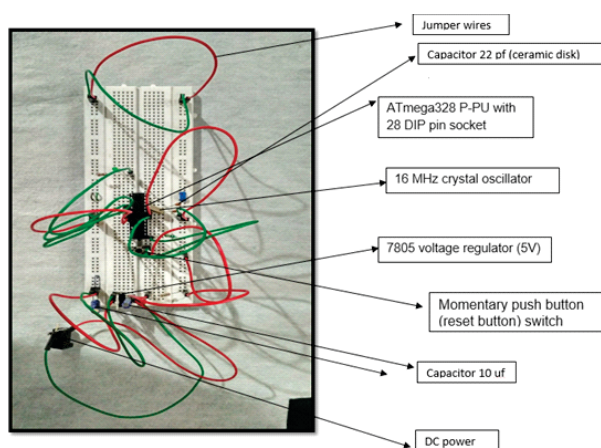 Jumper wires
Capacitor 22 pf (ceramic disk)
ATmega328 P-PU with
28 DIP pin socket
16 MHz crystal oscillator
7805 voltage regulator (5V)
Momentary push button
(reset button) switch
Capacitor 10 uf
DC power